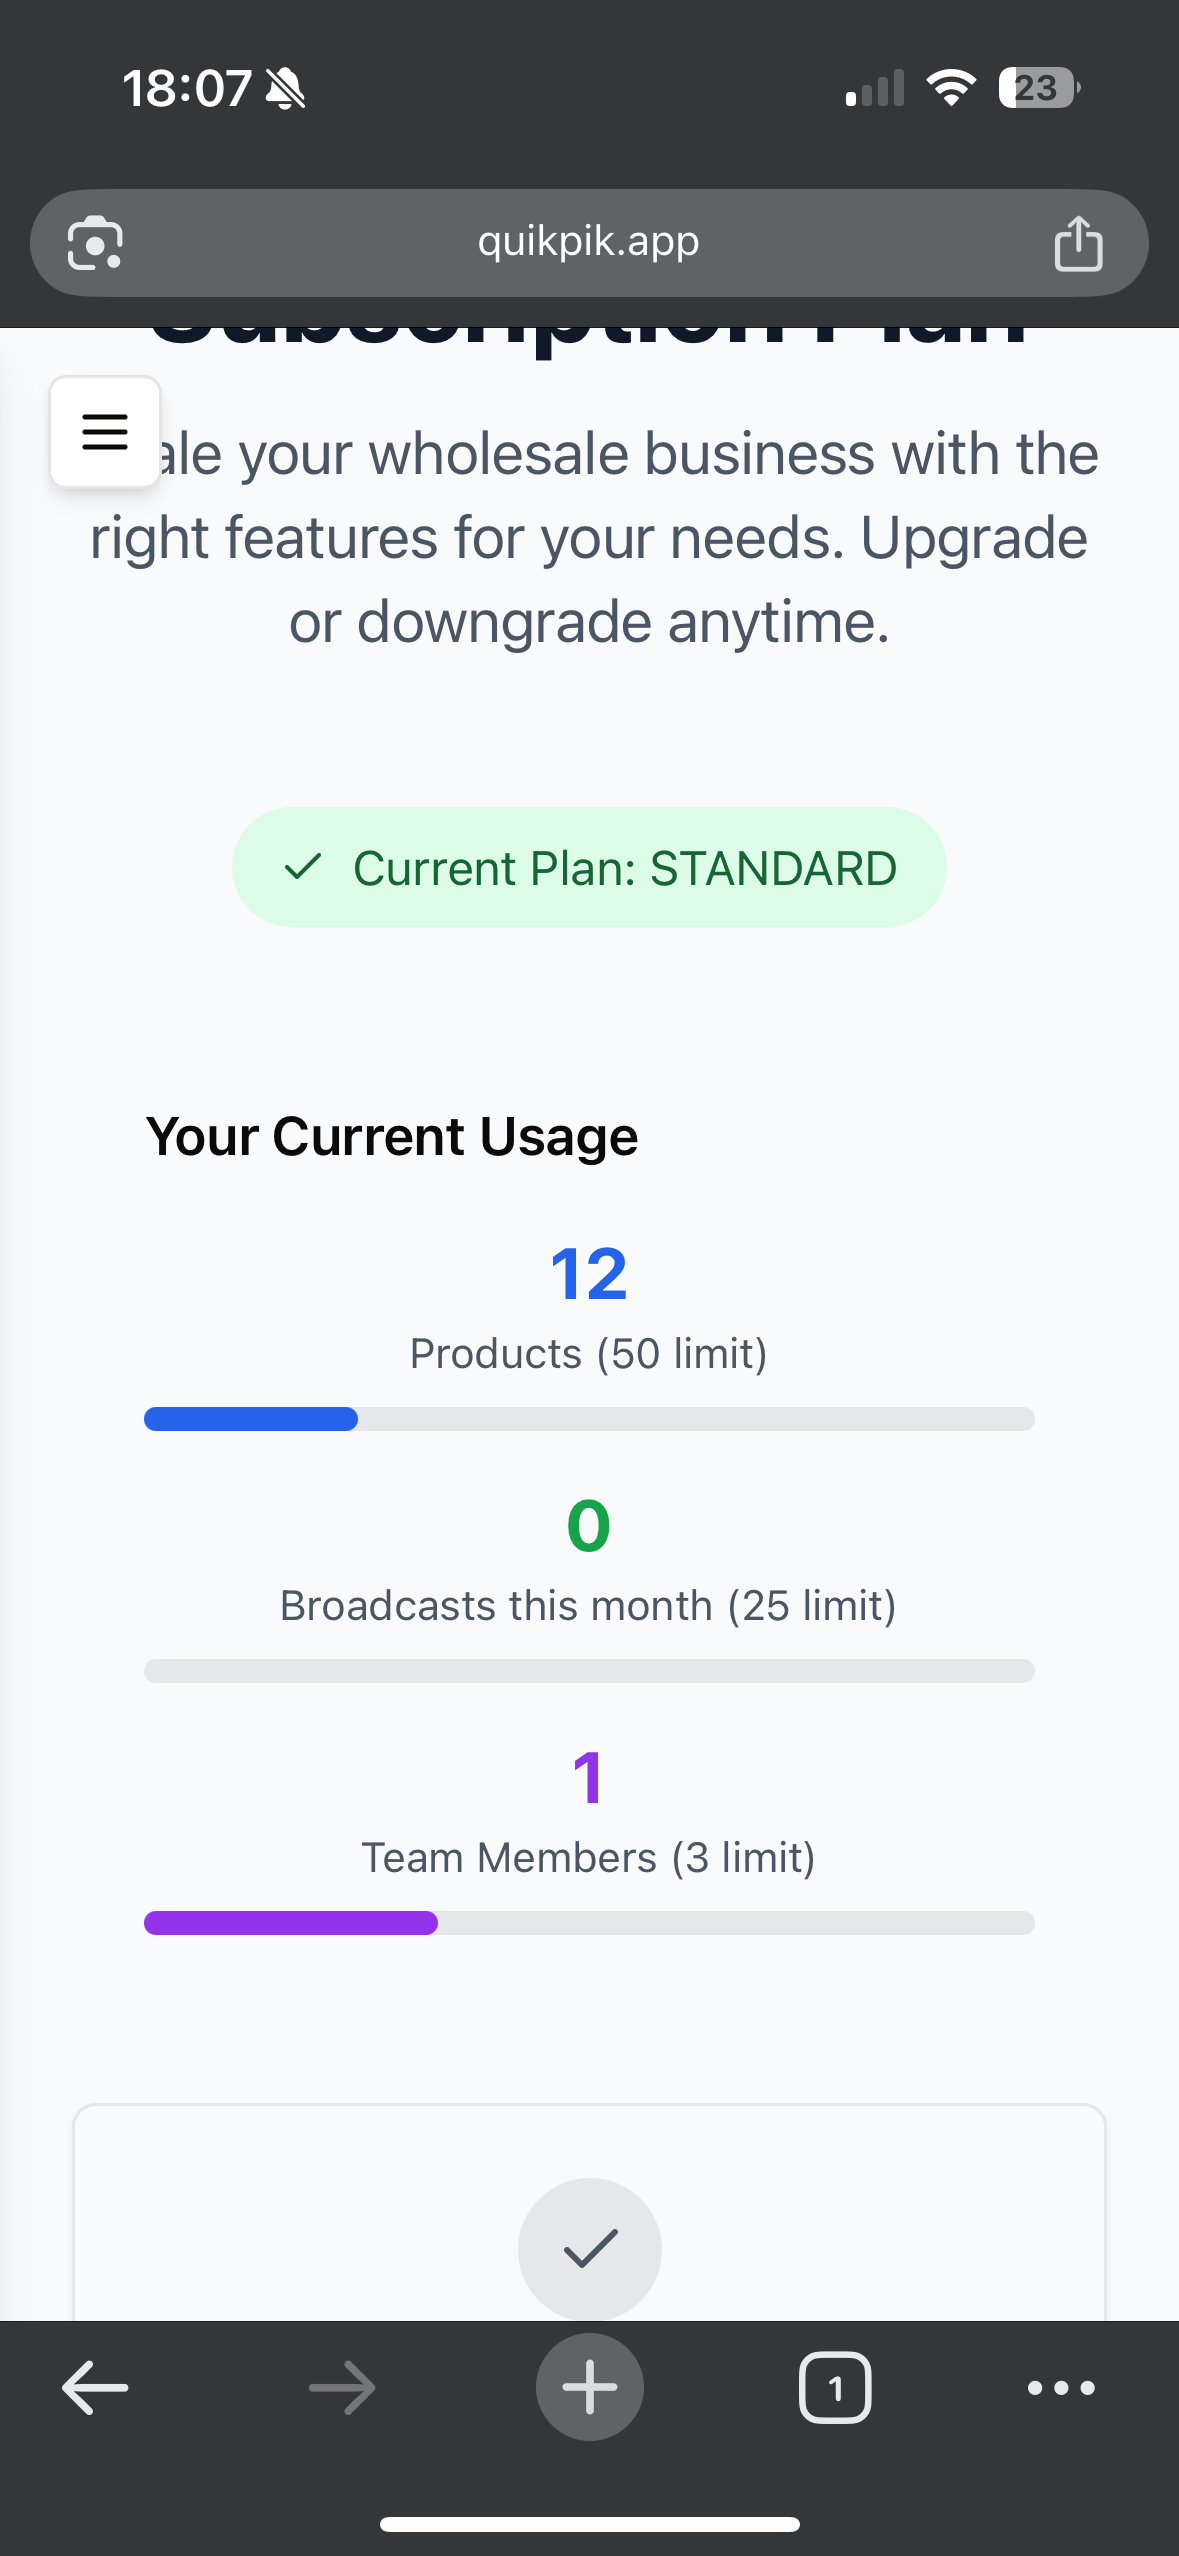 18:07
23
quikpik.app
Subscription Plan
ale your wholesale business with the
right features for your needs. Upgrade
or downgrade anytime.
Current Plan: STANDARD
Your Current Usage
12
Products (50 limit)
0
Broadcasts this month (25 limit)
1
Team Members (3 limit)
1